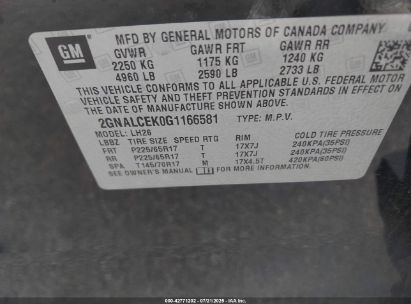 GM
MFD BY GENERAL MOTORS OF CANADA COMPANY
GVWR GAWR FRT GAWR RR
2250 KG 1175 KG 1240 KG
4960 LB 2590 LB 2733 LB
THIS VEHICLE CONFORMS TO ALL APPLICABLE U.S. FEDERAL MOTOR
VEHICLE SAFETY AND THEFT PREVENTION STANDARDS IN EFFECT ON
THE DATE OF MANUFACTURE SHOWN ABOVE.
2GNALCEK0G1166581 TYPE: M.P.V.
MODEL: LH26
LBBZ TIRE SIZE SPEED RTG RIM COLD TIRE PRESSURE
FRT P225/65R17 T 17X7J 240KPA(35PSI)
RR P225/65R17 T 17X7J 240KPA(35PSI)
SPA T145/70R17 M 17X4.5T 420KPA(60PSI)
SEE OWNER'S MANUAL FOR MORE INFORMATION
000-42771202 - 07/21/2025 - 000